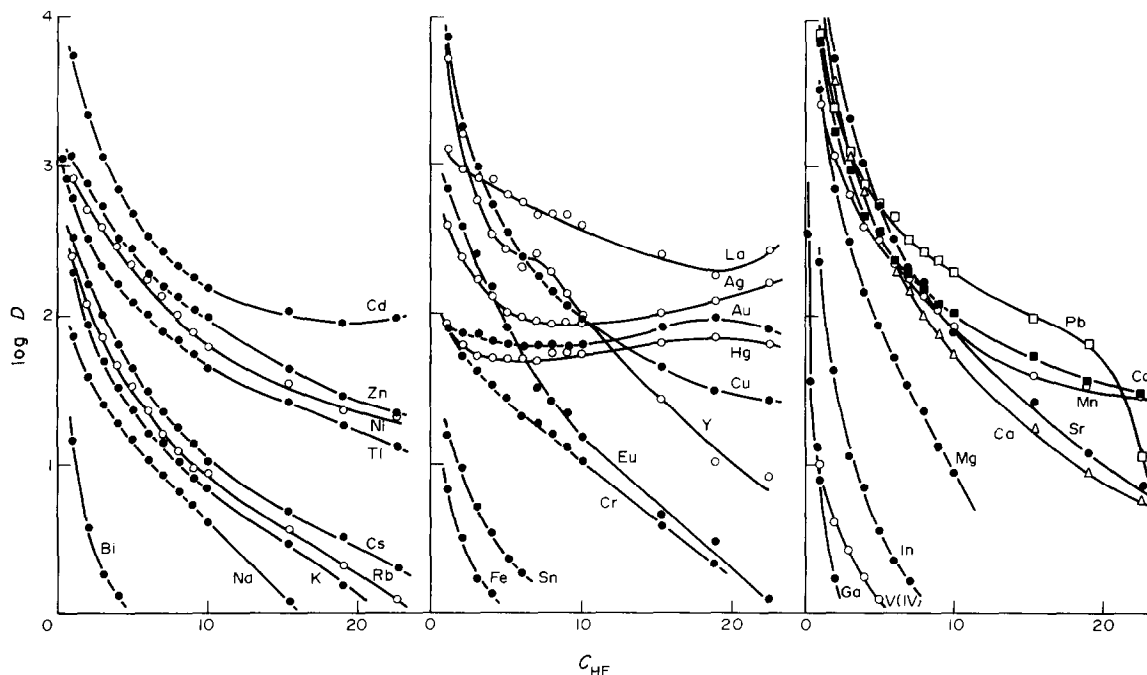 4
3
2
1
0
log D
Cd
Zn
Ni
Tl
Cs
Rb
K
Na
Bi
10
20
La
Ag
Au
Hg
Cu
Y
Eu
Cr
Sn
Fe
0
10
20
Pb
Co
Mn
Sr
Ca
Mg
In
V(IV)
Ga
0
10
20
C_HF